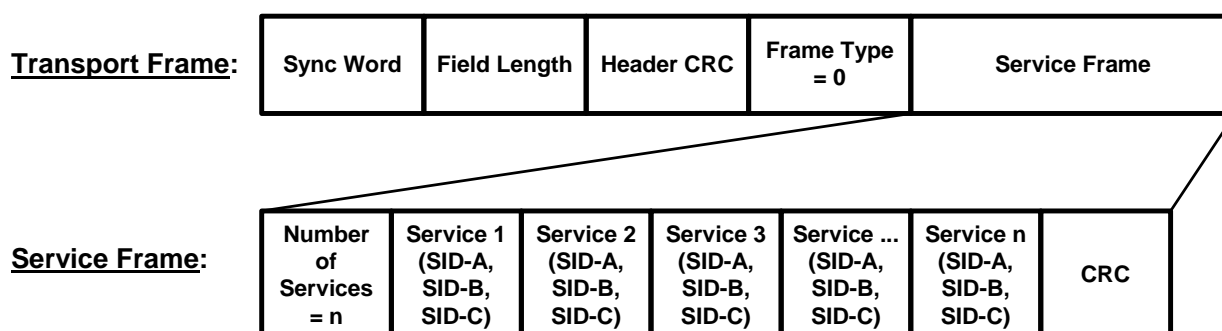 Transport Frame:
Sync Word
Field Length
Header CRC
Frame Type
= 0
Service Frame
Service Frame:
Number
of
Services
= n
Service 1
(SID-A,
SID-B,
SID-C)
Service 2
(SID-A,
SID-B,
SID-C)
Service 3
(SID-A,
SID-B,
SID-C)
Service ...
(SID-A,
SID-B,
SID-C)
Service n
(SID-A,
SID-B,
SID-C)
CRC